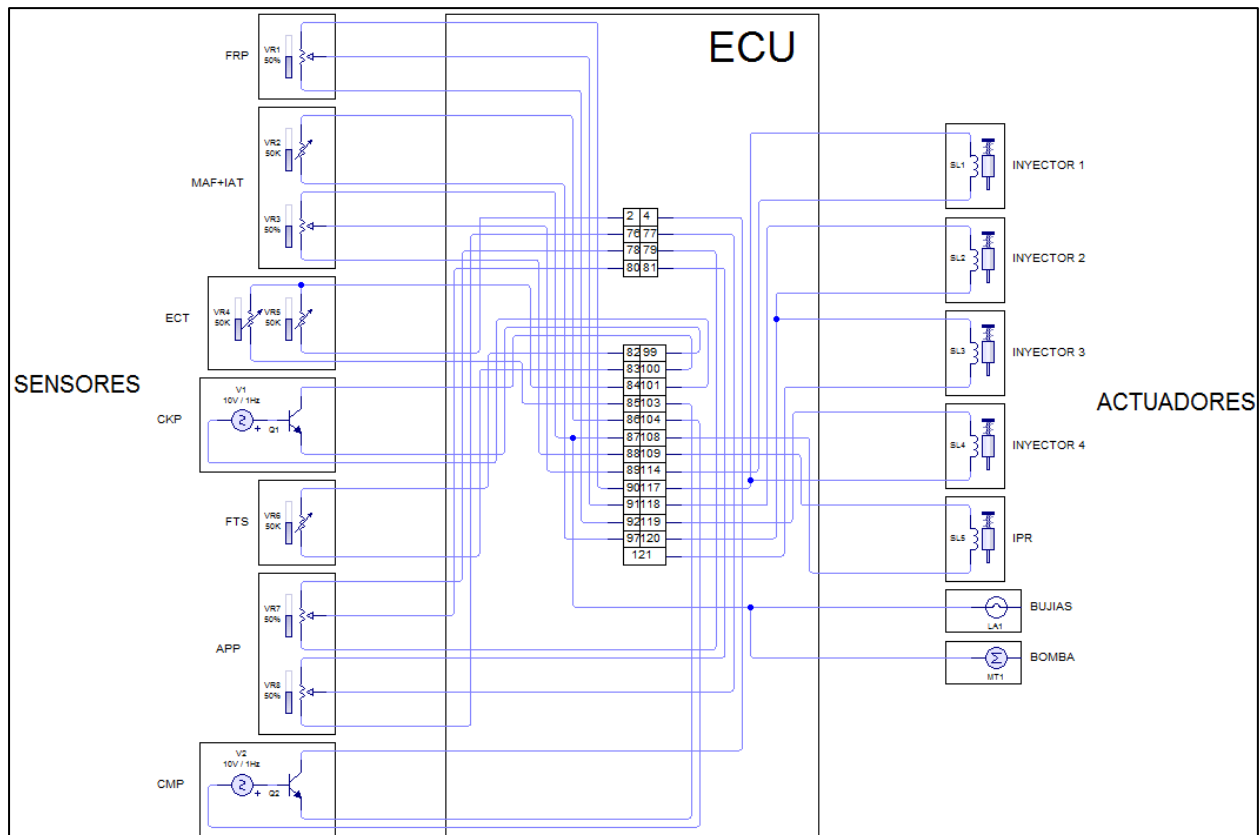 ECU
SENSORES
FRP
VR1
50%
MAF+IAT
VR2
50K
VR3
50%
ECT
VR4
50K
VR5
50K
CKP
V1
10V / 1Hz
+
Q1
FTS
VR6
50K
APP
VR7
50%
VR8
50%
CMP
V2
10V / 1Hz
+
Q2
2 4
76 77
78 79
80 81
82 99
83 100
84 101
85 103
86 104
87 108
88 109
89 114
90 117
91 118
92 119
97 120
121
ACTUADORES
SL1
INYECTOR 1
SL2
INYECTOR 2
SL3
INYECTOR 3
SL4
INYECTOR 4
SL5
IPR
LA1
BUJIAS
MT1
BOMBA